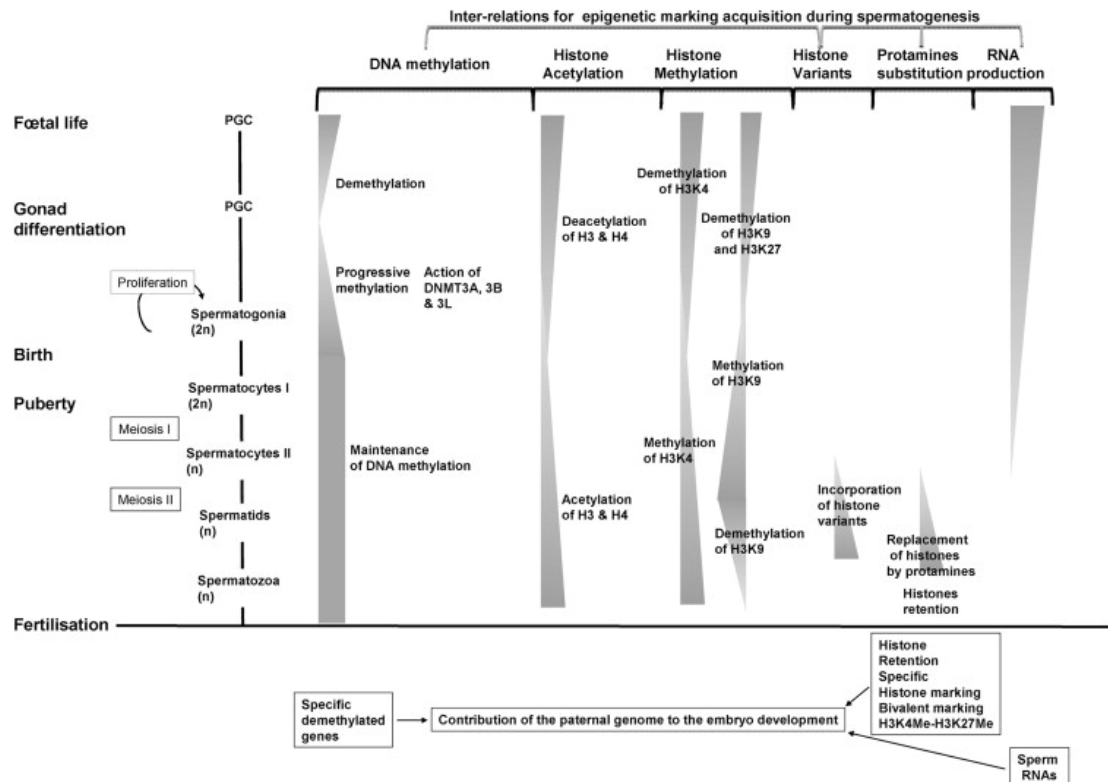 Inter-relations for epigenetic marking acquisition during spermatogenesis
DNA methylation
Histone
Acetylation
Histone
Methylation
Histone
Variants
Protamines
substitution
RNA
production
Fœtal life
PGC
Demethylation
Demethylation
of H3K4
Gonad
differentiation
PGC
Deacetylation
of H3 & H4
Demethylation
of H3K9
and H3K27
Proliferation
Progressive
methylation
Action of
DNMT3A, 3B
& 3L
Spermatogonia
(2n)
Birth
Methylation
of H3K9
Puberty
Spermatocytes I
(2n)
Meiosis I
Spermatocytes II
(n)
Maintenance
of DNA methylation
Methylation
of H3K4
Meiosis II
Spermatids
(n)
Acetylation
of H3 & H4
Demethylation
of H3K9
Incorporation
of histone
variants
Replacement
of histones
by protamines
Spermatozoa
(n)
Histones
retention
Fertilisation
Specific
demethylated
genes
Contribution of the paternal genome to the embryo development
Histone
Retention
Specific
Histone marking
Bivalent marking
H3K4Me-H3K27Me
Sperm
RNAs